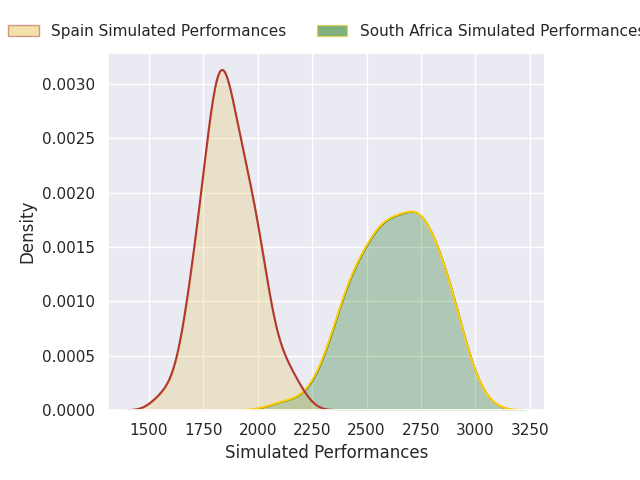 Spain Simulated Performances South Africa Simulated Performances
0.0030
0.0025
0.0020
0.0015
0.0010
0.0005
0.0000
Density
1500 1750 2000 2250 2500 2750 3000 3250
Simulated Performances